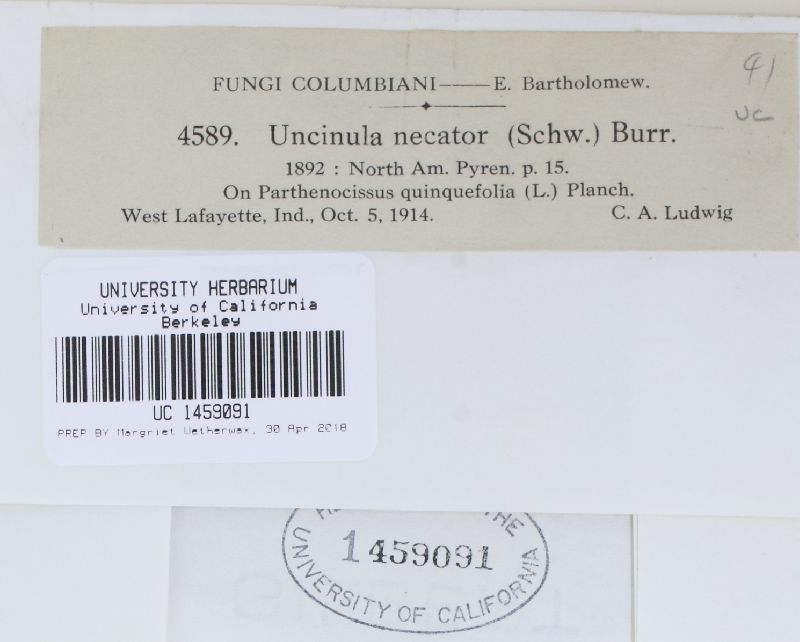 FUNGI COLUMBIANI——E. Bartholomew.
4589. Uncinula necator (Schw.) Burr.
1892 : North Am. Pyren. p. 15.
On Parthenocissus quinquefolia (L.) Planch.
West Lafayette, Ind., Oct. 5, 1914. C. A. Ludwig
UC
UNIVERSITY HERBARIUM
University of California
Berkeley
UC 1459091
PREP BY Margriet Wetherwax, 30 Apr 2018
THE
1459091
UNIVERSITY OF CALIFORNIA